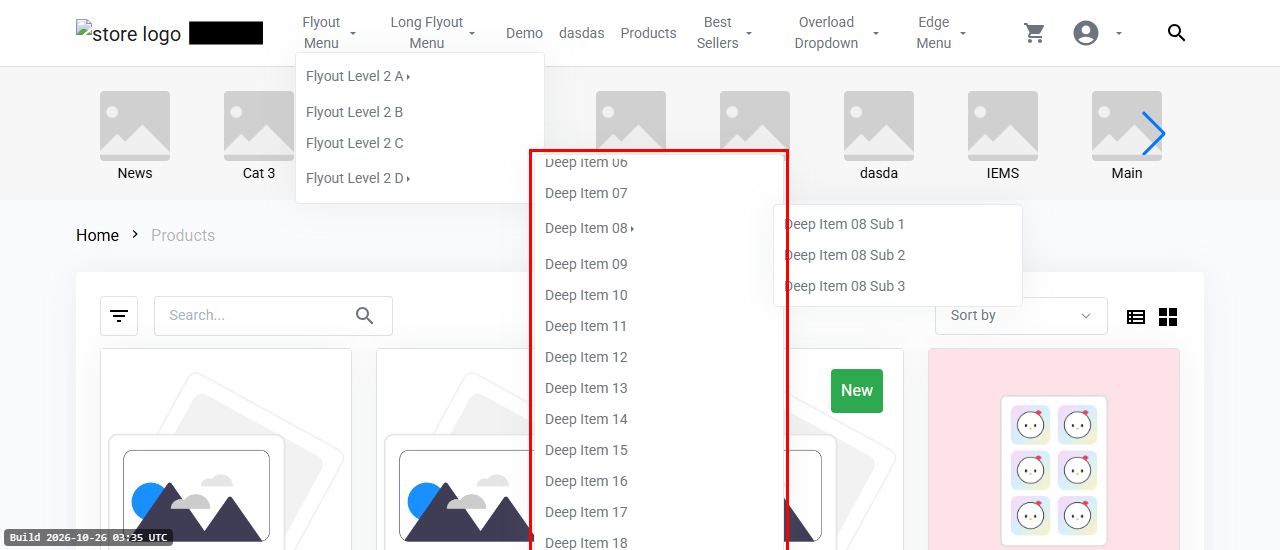 store logo
Flyout Menu
Long Flyout Menu
Demo
dasdas
Products
Best Sellers
Overload Dropdown
Edge Menu
Flyout Level 2 A
Flyout Level 2 B
Flyout Level 2 C
Flyout Level 2 D
News
Cat 3
dasda
IEMS
Main
Deep Item 06
Deep Item 07
Deep Item 08
Deep Item 09
Deep Item 10
Deep Item 11
Deep Item 12
Deep Item 13
Deep Item 14
Deep Item 15
Deep Item 16
Deep Item 17
Deep Item 18
Deep Item 08 Sub 1
Deep Item 08 Sub 2
Deep Item 08 Sub 3
Home
Products
Search...
Sort by
New
Build 2026-10-26 03:35 UTC